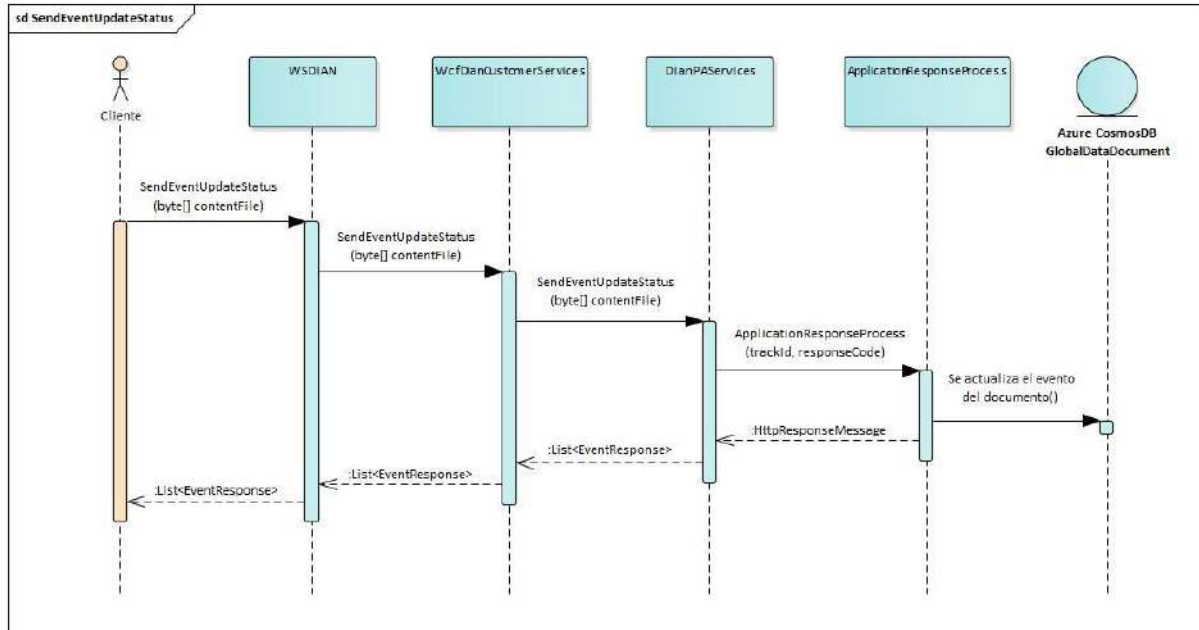 sd SendEventUpdateStatus
WSDIAN
WcfDianCustomerServices
DianPAServices
ApplicationResponseProcess
Cliente
Azure CosmosDB
GlobalDataDocument
SendEventUpdateStatus
(byte[] contentFile)
SendEventUpdateStatus
(byte[] contentFile)
SendEventUpdateStatus
(byte[] contentFile)
ApplicationResponseProcess
(trackId, responseCode)
Se actualiza el evento
del documento()
:HttpResponseMessage
:List<EventResponse>
:List<EventResponse>
:List<EventResponse>